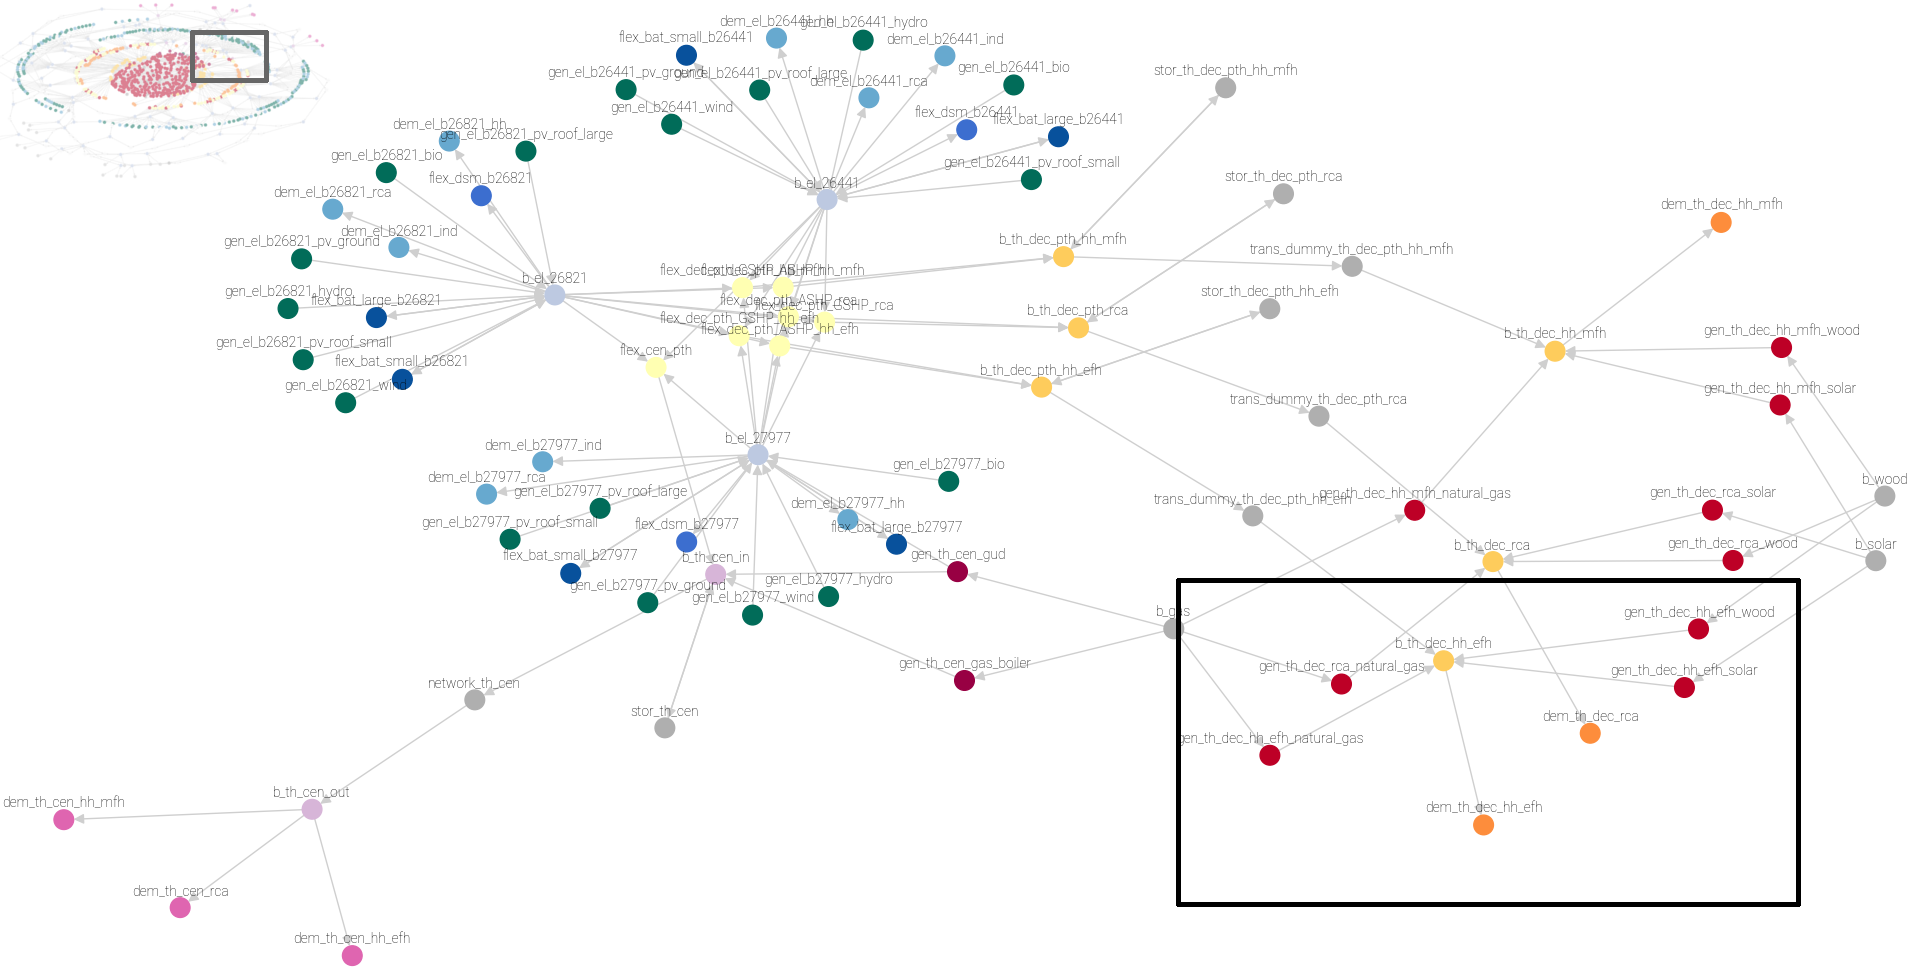 dem_el_b26441_hh
gen_el_b26441_hydro
flex_bat_small_b26441
dem_el_b26441_ind
gen_el_b26441_bio
gen_el_b26441_pv_ground
gen_el_b26441_pv_roof_large
stor_th_dec_pth_hh_mfh
dem_el_b26441_rca
gen_el_b26441_wind
flex_dsm_b26441
flex_bat_large_b26441
dem_el_b26821_hh
gen_el_b26821_pv_roof_large
gen_el_b26821_bio
gen_el_b26441_pv_roof_small
flex_dsm_b26821
b_el_26441
stor_th_dec_pth_rca
dem_el_b26821_rca
dem_th_dec_hh_mfh
dem_el_b26821_ind
gen_el_b26821_pv_ground
b_th_dec_pth_hh_mfh
trans_dummy_th_dec_pth_hh_mfh
b_el_26821
flex_dec_pth_GSHP_hh_mfh
flex_dec_pth_ASHP_hh_mfh
gen_el_b26821_hydro
flex_bat_large_b26821
flex_dec_pth_ASHP_rca
flex_dec_pth_GSHP_rca
stor_th_dec_pth_hh_efh
b_th_dec_pth_rca
flex_dec_pth_GSHP_hh_efh
flex_dec_pth_ASHP_hh_efh
b_th_dec_hh_mfh
gen_th_dec_hh_mfh_wood
gen_el_b26821_pv_roof_small
flex_cen_pth
flex_bat_small_b26821
b_th_dec_pth_hh_efh
gen_el_b26821_wind
gen_th_dec_hh_mfh_solar
trans_dummy_th_dec_pth_rca
b_el_27977
dem_el_b27977_ind
gen_el_b27977_bio
dem_el_b27977_rca
b_wood
gen_el_b27977_pv_roof_large
dem_el_b27977_hh
trans_dummy_th_dec_pth_hh_efh
gen_th_dec_hh_mfh_natural_gas
gen_th_dec_rca_solar
gen_el_b27977_pv_roof_small
flex_dsm_b27977
flex_bat_large_b27977
b_th_dec_rca
gen_th_dec_rca_wood
b_solar
flex_bat_small_b27977
b_th_cen_in
gen_th_cen_gud
gen_el_b27977_pv_ground
gen_el_b27977_hydro
gen_el_b27977_wind
b_gas
gen_th_dec_hh_efh_wood
b_th_dec_hh_efh
gen_th_cen_gas_boiler
gen_th_dec_rca_natural_gas
gen_th_dec_hh_efh_solar
network_th_cen
stor_th_cen
dem_th_dec_rca
gen_th_dec_hh_efh_natural_gas
b_th_cen_out
dem_th_cen_hh_mfh
dem_th_dec_hh_efh
dem_th_cen_rca
dem_th_cen_hh_efh